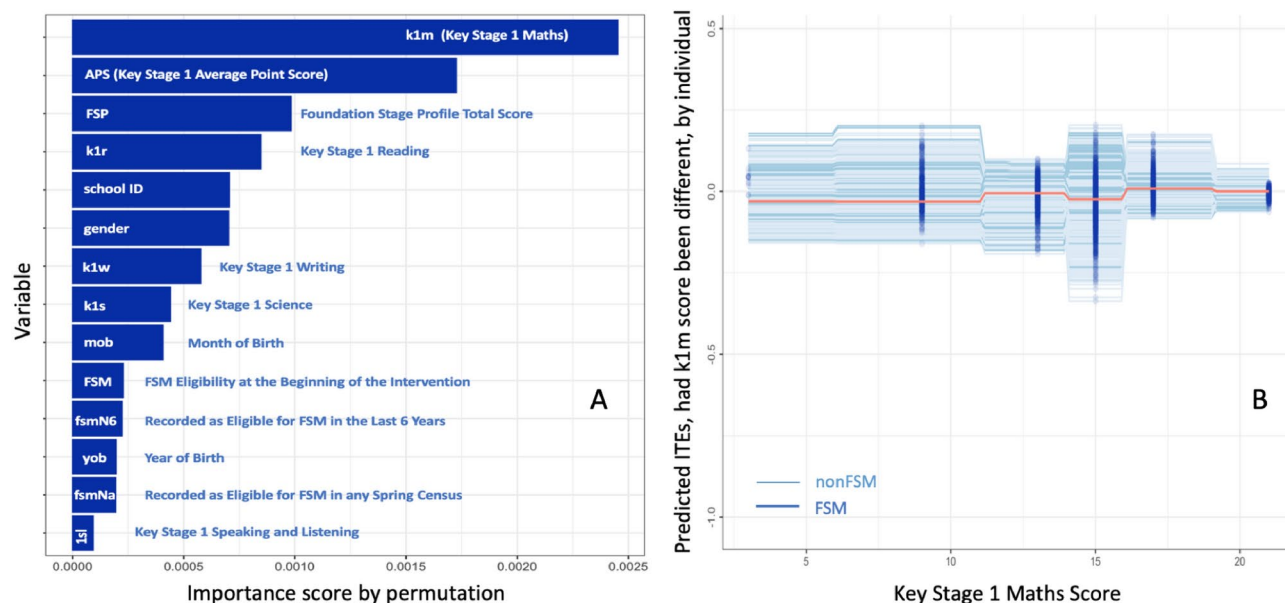 Variable
k1m (Key Stage 1 Maths)
APS (Key Stage 1 Average Point Score)
FSP Foundation Stage Profile Total Score
k1r Key Stage 1 Reading
school ID
gender
k1w Key Stage 1 Writing
k1s Key Stage 1 Science
mob Month of Birth
FSM FSM Eligibility at the Beginning of the Intervention
fsmN6 Recorded as Eligible for FSM in the Last 6 Years
yob Year of Birth
fsmNa Recorded as Eligible for FSM in any Spring Census
1sl Key Stage 1 Speaking and Listening
A
0.0000 0.0005 0.0010 0.0015 0.0020 0.0025
Importance score by permutation
Predicted ITEs, had k1m score been different, by individual
0.5
0.0
-0.5
-1.0
B
nonFSM
FSM
5 10 15 20
Key Stage 1 Maths Score